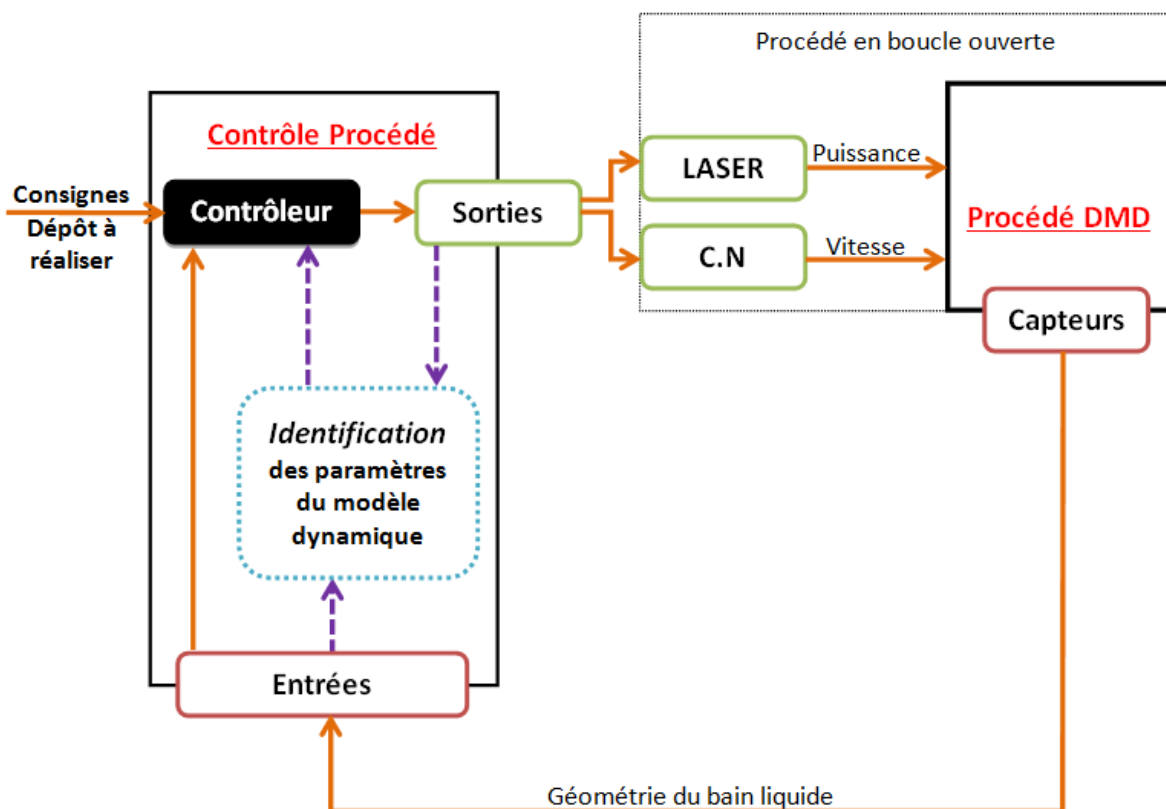 Procédé en boucle ouverte
Contrôle Procédé
Consignes
Dépôt à
réaliser
Contrôleur
Sorties
LASER
Puissance
C.N
Vitesse
Procédé DMD
Capteurs
Identification
des paramètres
du modèle
dynamique
Entrées
Géométrie du bain liquide